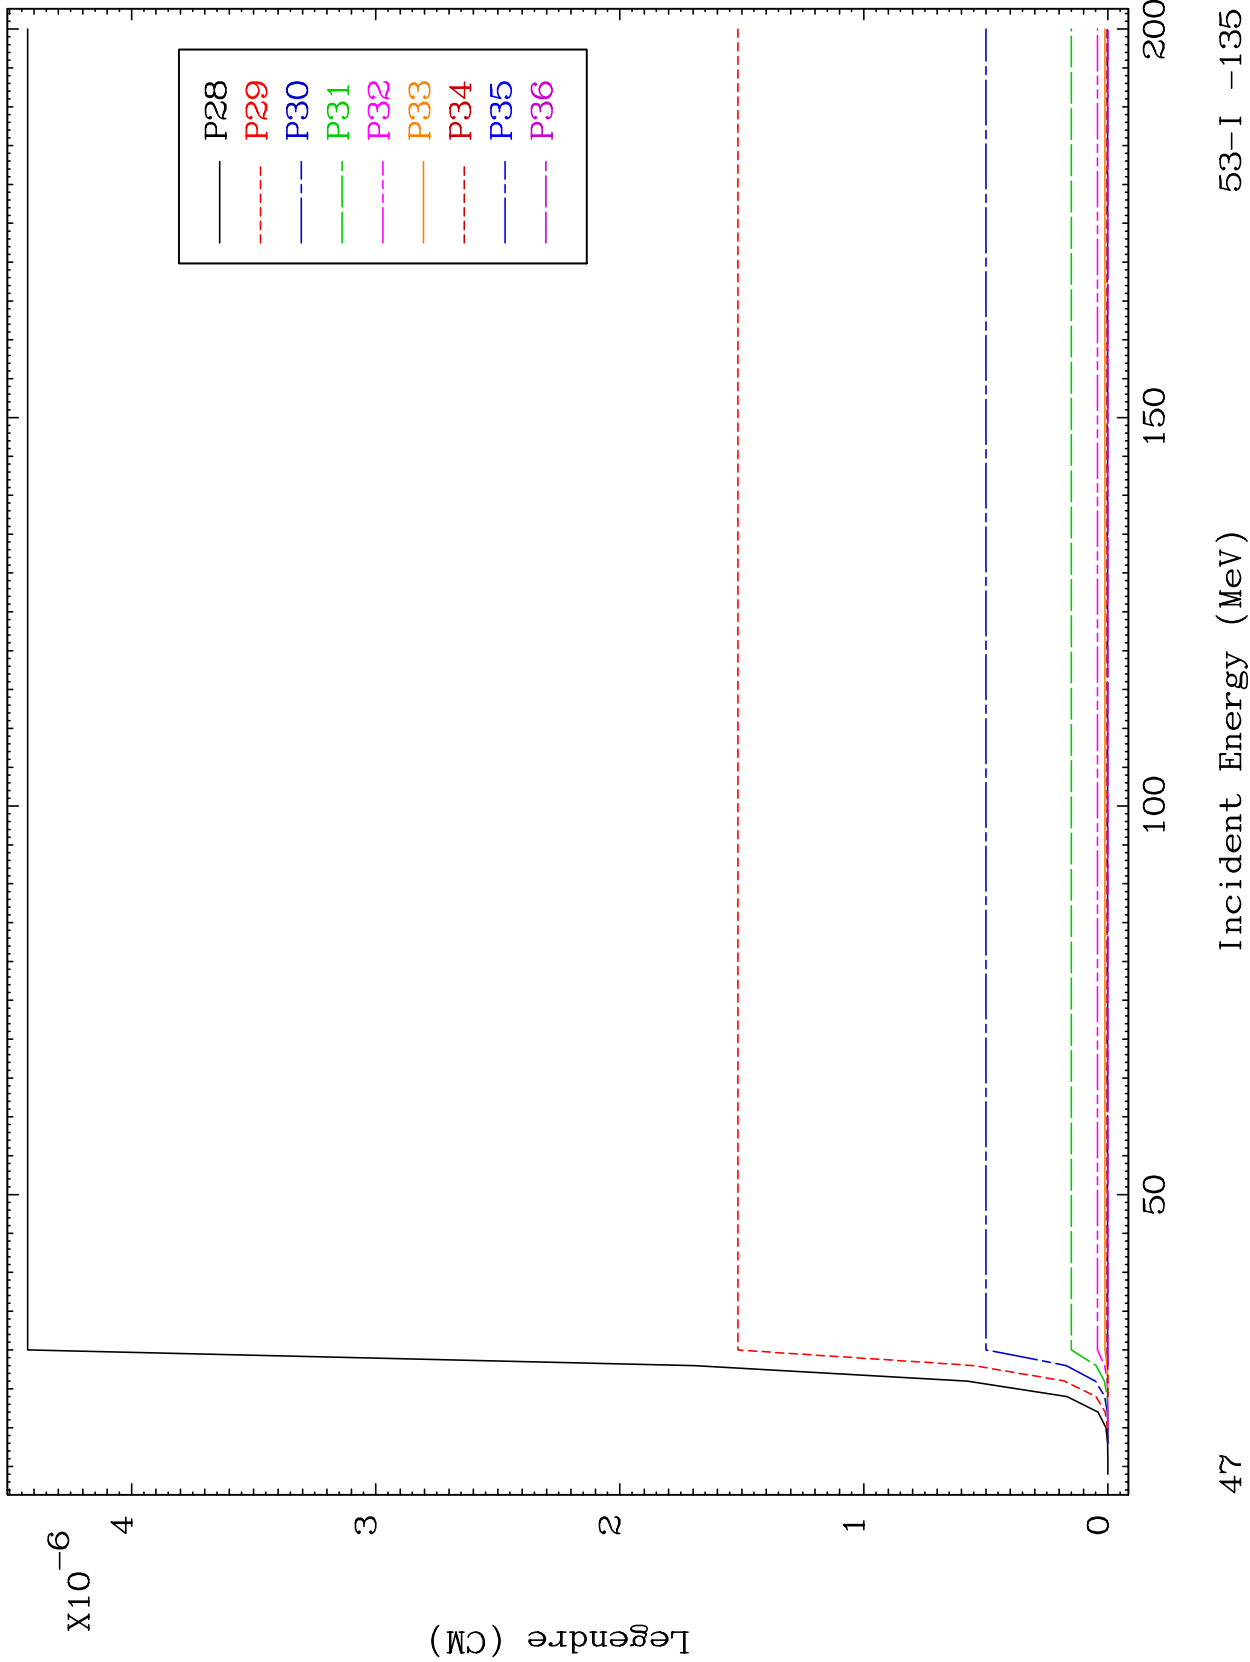 X10-6
4
3
2
1
0
Legendre (CM)
P28
P29
P30
P31
P32
P33
P34
P35
P36
50
100
150
200
Incident Energy (MeV)
47
53-I -135